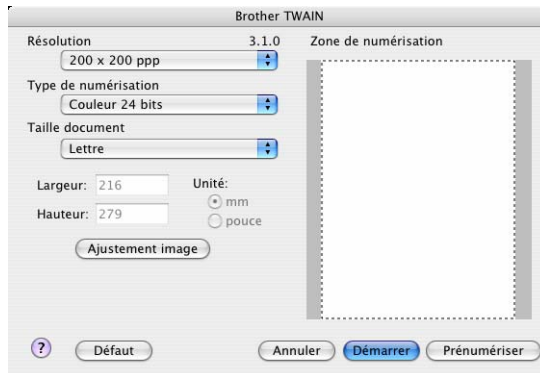 Brother TWAIN
Résolution 3.1.0
200 x 200 ppp
Type de numérisation
Couleur 24 bits
Taille document
Lettre
Largeur: 216
Hauteur: 279
Unité:
mm
pouce
Ajustement image
Zone de numérisation
? Défaut Annuler Démarrer Prénumériser